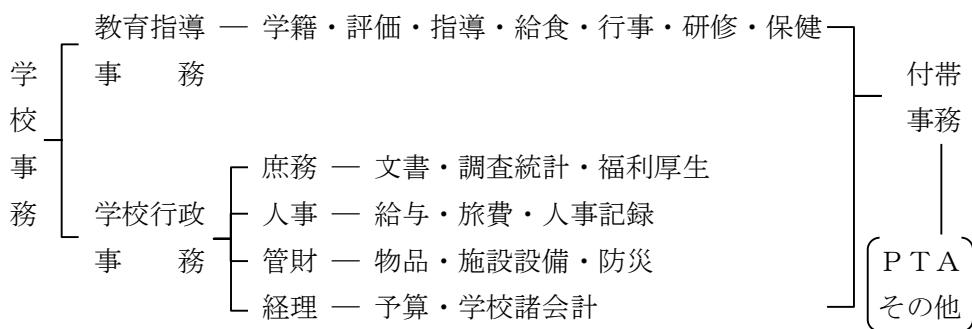 学校事務
教育指導事務 ― 学籍・評価・指導・給食・行事・研修・保健
学校行政事務
庶務 ― 文書・調査統計・福利厚生
人事 ― 給与・旅費・人事記録
管財 ― 物品・施設設備・防災
経理 ― 予算・学校諸会計
付帯事務
ＰＴＡ
その他